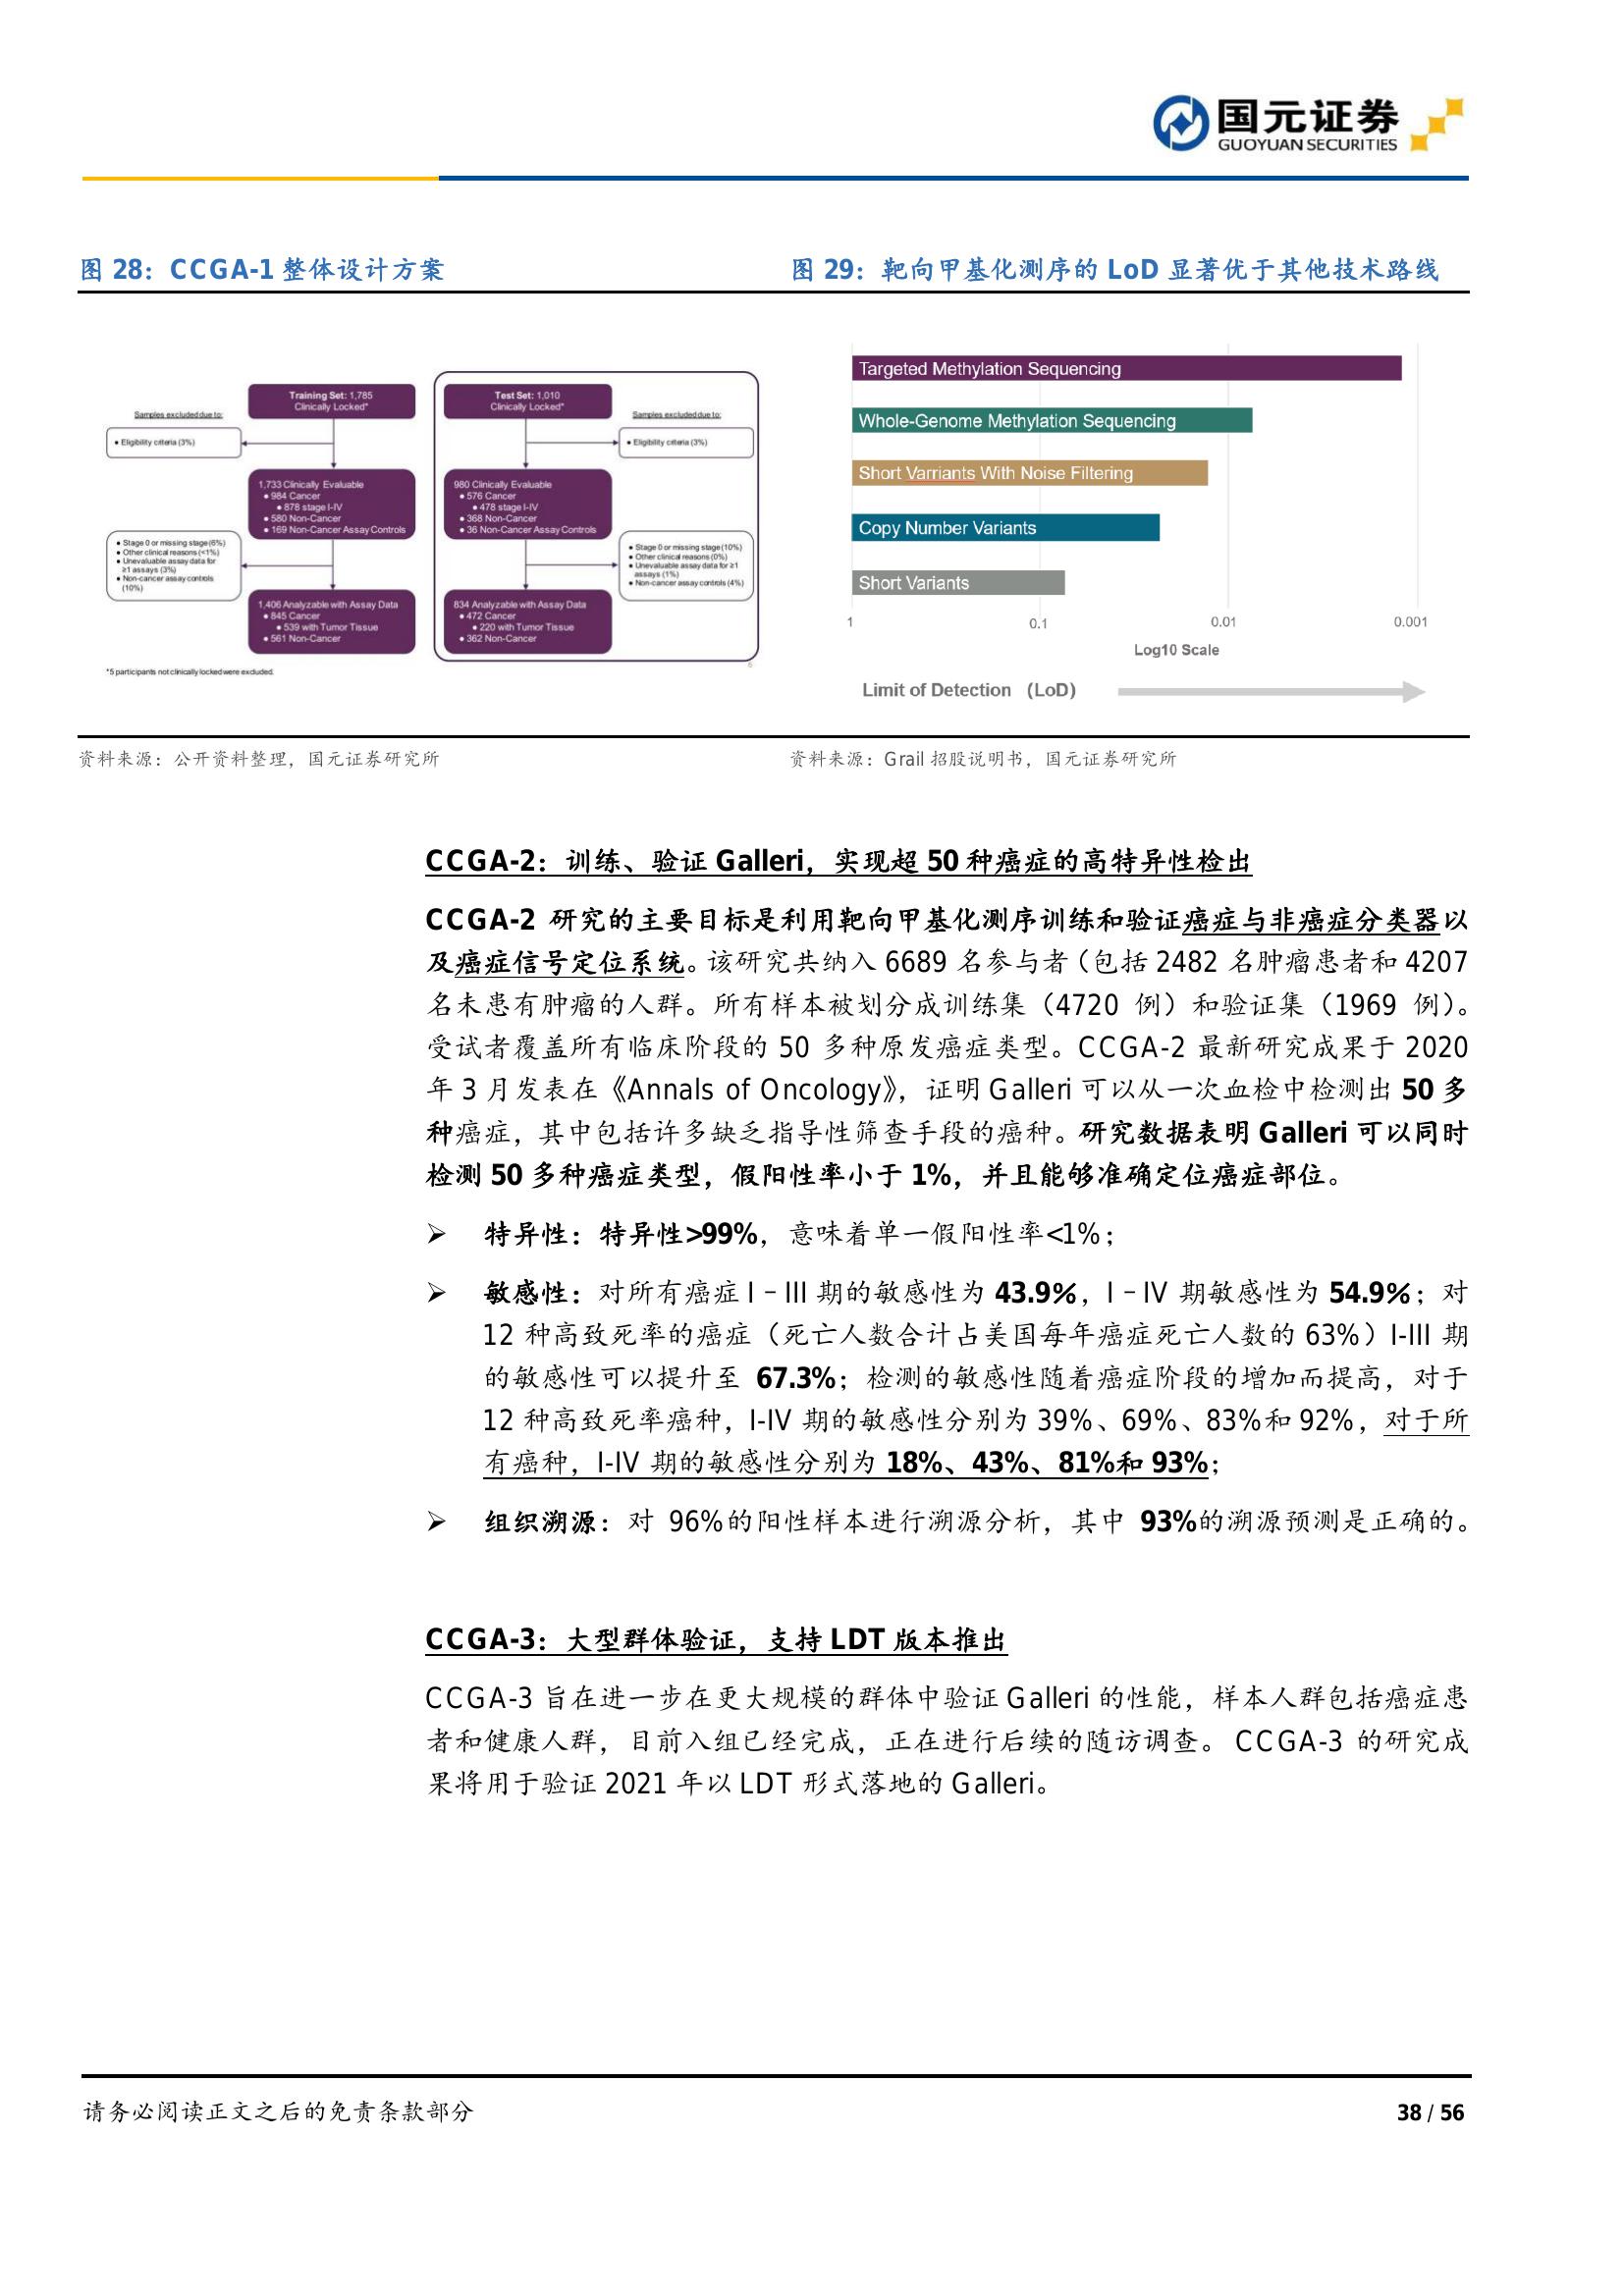 国元证券
GUOYUAN SECURITIES
图 28：CCGA-1 整体设计方案
Training Set: 1,785
Clinically Locked*
Samples excluded due to:
• Eligibility criteria (3%)
1,733 Clinically Evaluable
• 984 Cancer
• 878 stage I-IV
• 580 Non-Cancer
• 169 Non-Cancer Assay Controls
• Stage 0 or missing stage (6%)
• Other clinical reasons (<1%)
• Unevaluable assay data for
≥1 assays (3%)
• Non-cancer assay controls
(10%)
1,406 Analyzable with Assay Data
• 845 Cancer
• 539 with Tumor Tissue
• 561 Non-Cancer
Test Set: 1,010
Clinically Locked*
Samples excluded due to:
• Eligibility criteria (3%)
980 Clinically Evaluable
• 576 Cancer
• 478 stage I-IV
• 368 Non-Cancer
• 36 Non-Cancer Assay Controls
• Stage 0 or missing stage (10%)
• Other clinical reasons (0%)
• Unevaluable assay data for ≥1
assays (1%)
• Non-cancer assay controls (4%)
834 Analyzable with Assay Data
• 472 Cancer
• 220 with Tumor Tissue
• 362 Non-Cancer
*5 participants not clinically locked were excluded.
资料来源：公开资料整理，国元证券研究所
图 29：靶向甲基化测序的 LoD 显著优于其他技术路线
Targeted Methylation Sequencing
Whole-Genome Methylation Sequencing
Short Varriants With Noise Filtering
Copy Number Variants
Short Variants
1 0.1 0.01 0.001
Log10 Scale
Limit of Detection （LoD）
资料来源：Grail 招股说明书，国元证券研究所
CCGA-2：训练、验证 Galleri，实现超 50 种癌症的高特异性检出
CCGA-2 研究的主要目标是利用靶向甲基化测序训练和验证癌症与非癌症分类器以
及癌症信号定位系统。该研究共纳入 6689 名参与者（包括 2482 名肿瘤患者和 4207
名未患有肿瘤的人群。所有样本被划分成训练集（4720 例）和验证集（1969 例）。
受试者覆盖所有临床阶段的 50 多种原发癌症类型。CCGA-2 最新研究成果于 2020
年 3 月发表在《Annals of Oncology》，证明 Galleri 可以从一次血检中检测出 50 多
种癌症，其中包括许多缺乏指导性筛查手段的癌种。研究数据表明 Galleri 可以同时
检测 50 多种癌症类型，假阳性率小于 1%，并且能够准确定位癌症部位。
➢ 特异性：特异性>99%，意味着单一假阳性率<1%；
➢ 敏感性：对所有癌症 I–III 期的敏感性为 43.9%，I–IV 期敏感性为 54.9%；对
12 种高致死率的癌症（死亡人数合计占美国每年癌症死亡人数的 63%）I-III 期
的敏感性可以提升至 67.3%；检测的敏感性随着癌症阶段的增加而提高，对于
12 种高致死率癌种，I-IV 期的敏感性分别为 39%、69%、83%和 92%，对于所
有癌种，I-IV 期的敏感性分别为 18%、43%、81%和 93%；
➢ 组织溯源：对 96%的阳性样本进行溯源分析，其中 93%的溯源预测是正确的。
CCGA-3：大型群体验证，支持 LDT 版本推出
CCGA-3 旨在进一步在更大规模的群体中验证 Galleri 的性能，样本人群包括癌症患
者和健康人群，目前入组已经完成，正在进行后续的随访调查。 CCGA-3 的研究成
果将用于验证 2021 年以 LDT 形式落地的 Galleri。
请务必阅读正文之后的免责条款部分
38 / 56